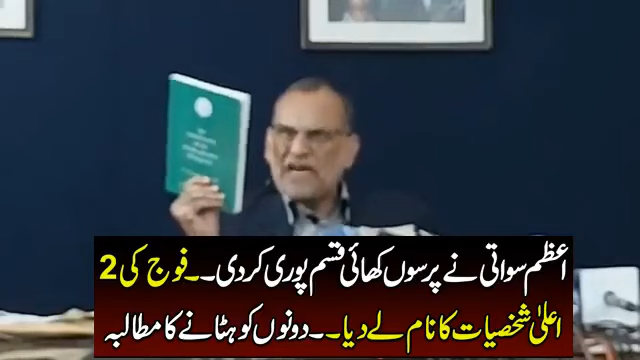 اعظم سواتی نے پرسوں کھائی قسم پوری کردی۔۔فوج کی 2
اعلیٰ شخصیات کا نام لے دیا۔۔دونوں کو ہٹانے کا مطالبہ